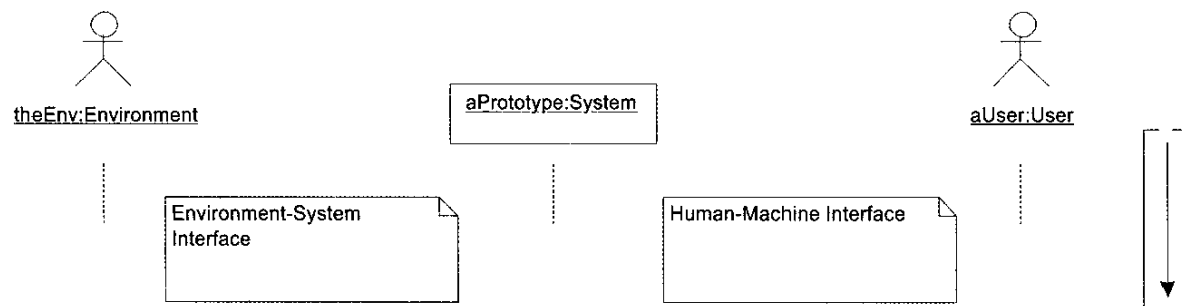 theEnv:Environment
aPrototype:System
aUser:User
Environment-System
Interface
Human-Machine Interface